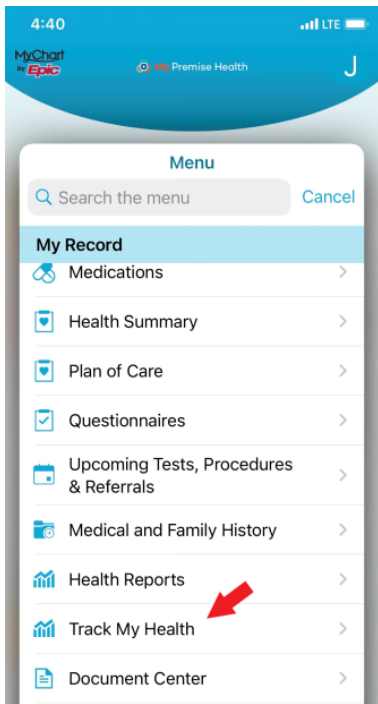 4:40
LTE
MyChart
by Epic
My Premise Health
J
Menu
Search the menu
Cancel
My Record
Medications
Health Summary
Plan of Care
Questionnaires
Upcoming Tests, Procedures
& Referrals
Medical and Family History
Health Reports
Track My Health
Document Center